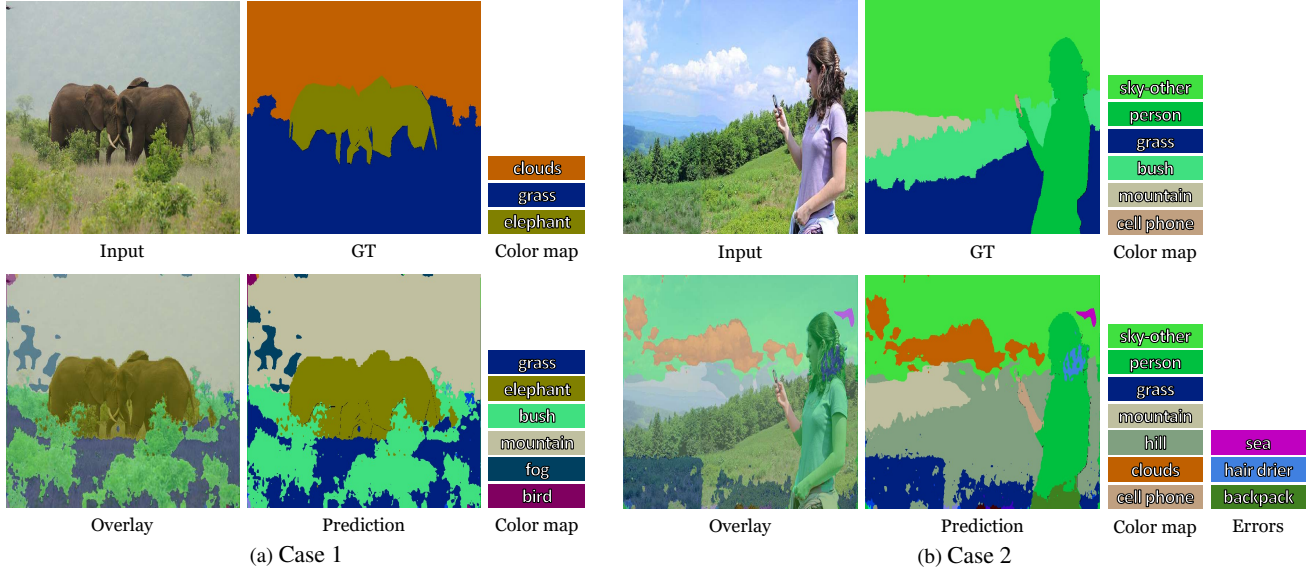 clouds
grass
elephant
Input
GT
Color map
grass
elephant
bush
mountain
fog
bird
Overlay
Prediction
Color map
(a) Case 1
sky-other
person
grass
bush
mountain
cell phone
Input
GT
Color map
sky-other
person
grass
mountain
hill
clouds
cell phone
sea
hair drier
backpack
Overlay
Prediction
Color map
Errors
(b) Case 2